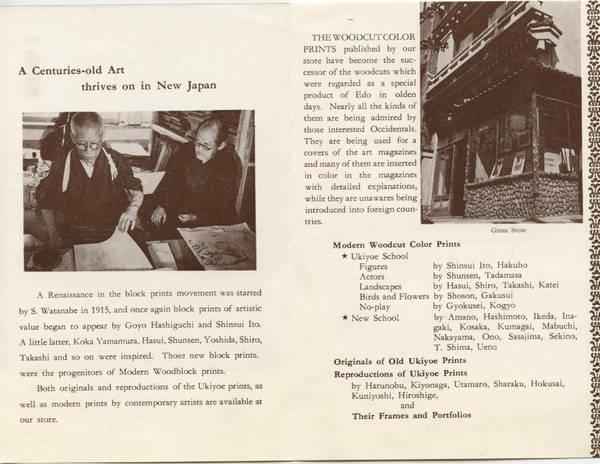 A Centuries-old Art
thrives on in New Japan
A Renaissance in the block prints movement was started
by S. Watanabe in 1915, and once again block prints of artistic
value began to appear by Goyo Hashiguchi and Shinsui Ito.
A little latter, Koka Yamamura, Hasui, Shunsen, Yoshida, Shiro,
Takashi and so on were inspired. Those new block prints.
were the progenitors of Modern Woodblock prints.
Both originals and reproductions of the Ukiyoe prints, as
well as modern prints by contemporary artists are available at
our store.
THE WOODCUT COLOR
PRINTS published by our
store have become the suc-
cessor of the woodcuts which
were regarded as a special
product of Edo in olden
days. Nearly all the kinds of
them are being admired by
those interested Occidentals.
They are being used for a
covers of the art magazines
and many of them are inserted
in color in the magazines
with detailed explanations,
while they are unawares being
introduced into foreign coun-
tries.
Ginza Store
Modern Woodcut Color Prints
★ Ukiyoe School
Figures by Shinsui Ito, Hakuho
Actors by Shunsen, Tadamasa
Landscapes by Hasui, Shiro, Takashi, Katei
Birds and Flowers by Shoson, Gakusui
No-play by Gyokusei, Kogyo
★ New School by Amano, Hashimoto, Ikeda, Ina-
gaki, Kosaka, Kumagai, Mabuchi,
Nakayama, Ono, Sasajima, Sekino,
T. Shima, Ueno
Originals of Old Ukiyoe Prints
Reproductions of Ukiyoe Prints
by Harunobu, Kiyonaga, Utamaro, Sharaku, Hokusai,
Kuniyoshi, Hiroshige,
and
Their Frames and Portfolios